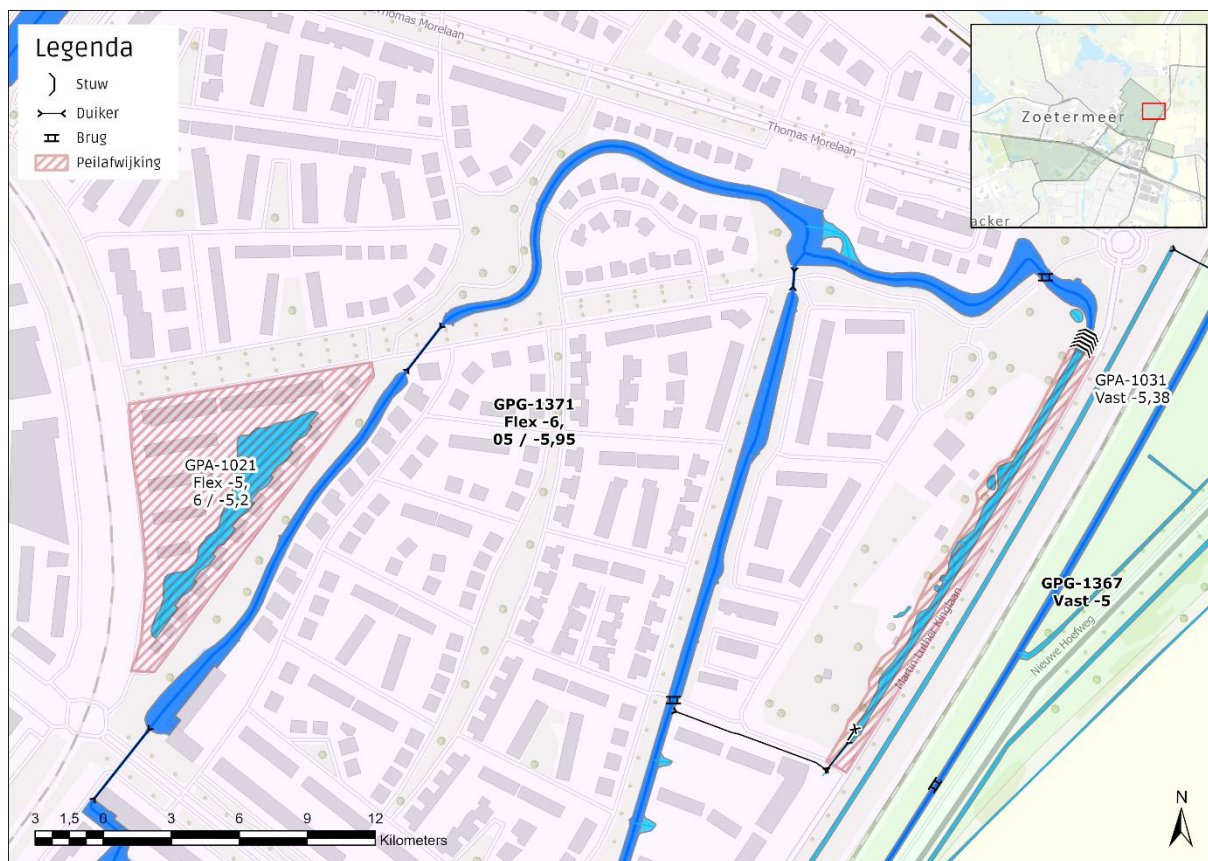 Legenda
Stuw
Duiker
Brug
Peilafwijking
Thomas Morelaan
Thomas Morelaan
Zoetermeer
acker
GPA-1031
Vast -5,38
GPG-1371
Flex -6,
05 / -5,95
GPA-1021
Flex -5,
6 / -5,2
GPG-1367
Vast -5
Martin Luther Kinglaan
Nieuwe Hoefweg
3 1,5 0 3 6 9 12
Kilometers
N